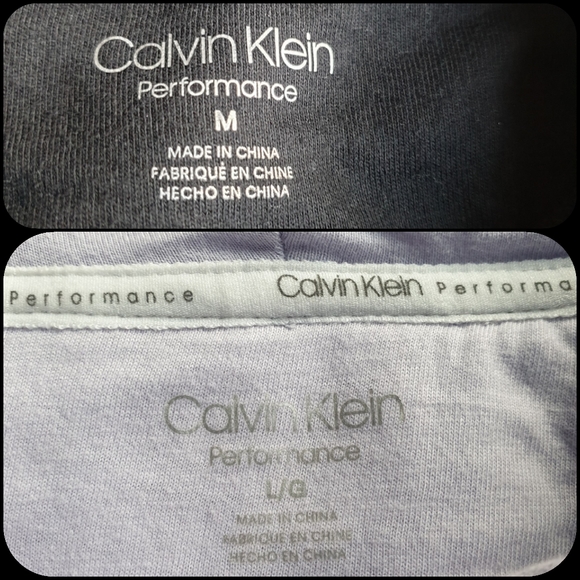 Calvin Klein
Performance
M
MADE IN CHINA
FABRIQUÉ EN CHINE
HECHO EN CHINA
Performance Calvin Klein Performa
Calvin Klein
Performance
L/G
MADE IN CHINA
FABRIQUÉ EN CHINE
HECHO EN CHINA